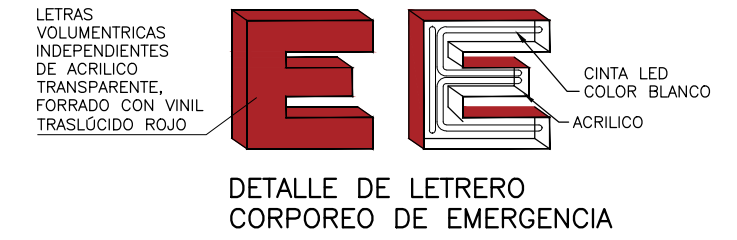 LETRAS
VOLUMENTRICAS
INDEPENDIENTES
DE ACRILICO
TRANSPARENTE,
FORRADO CON VINIL
TRASLÚCIDO ROJO
CINTA LED
COLOR BLANCO
ACRILICO
DETALLE DE LETRERO
CORPOREO DE EMERGENCIA